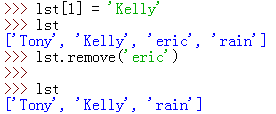 >>> lst[1] = 'Kelly'
>>> lst
['Tony', 'Kelly', 'eric', 'rain']
>>> lst.remove('eric')
>>>
>>> lst
['Tony', 'Kelly', 'rain']